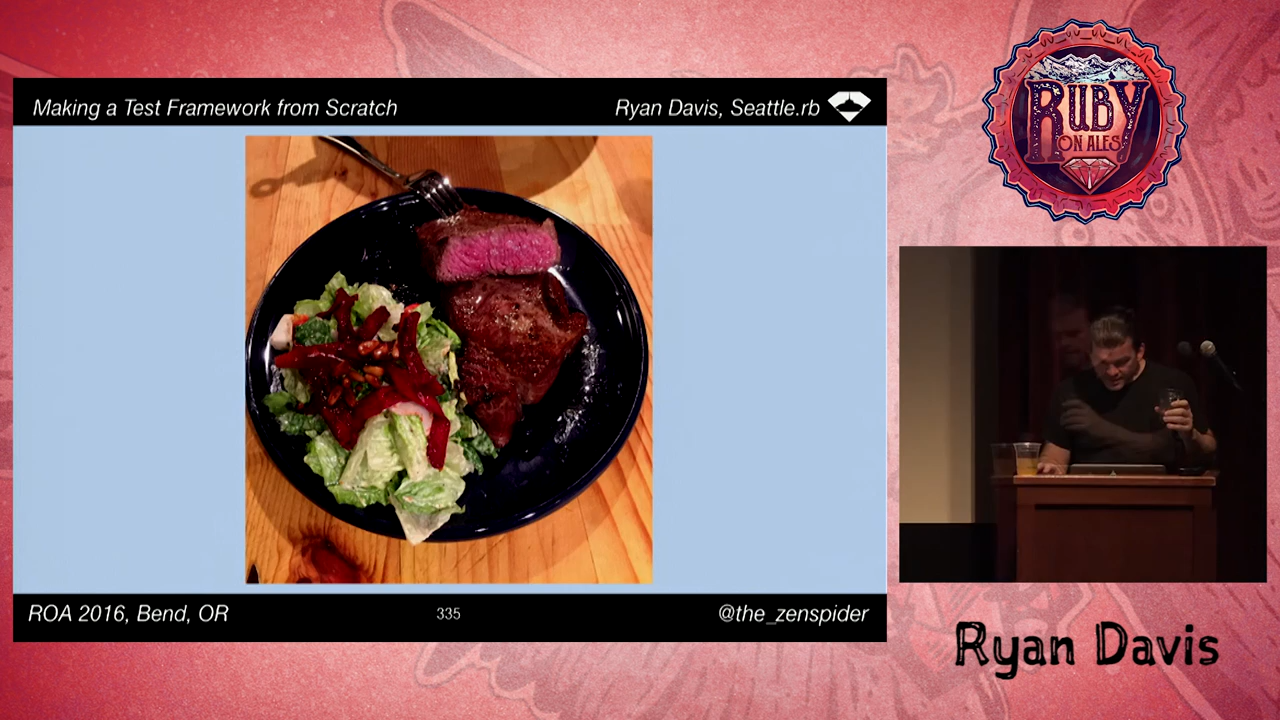 Making a Test Framework from Scratch
Ryan Davis, Seattle.rb
RUBY
ON ALES
ROA 2016, Bend, OR
335
@the_zenspider
Ryan Davis